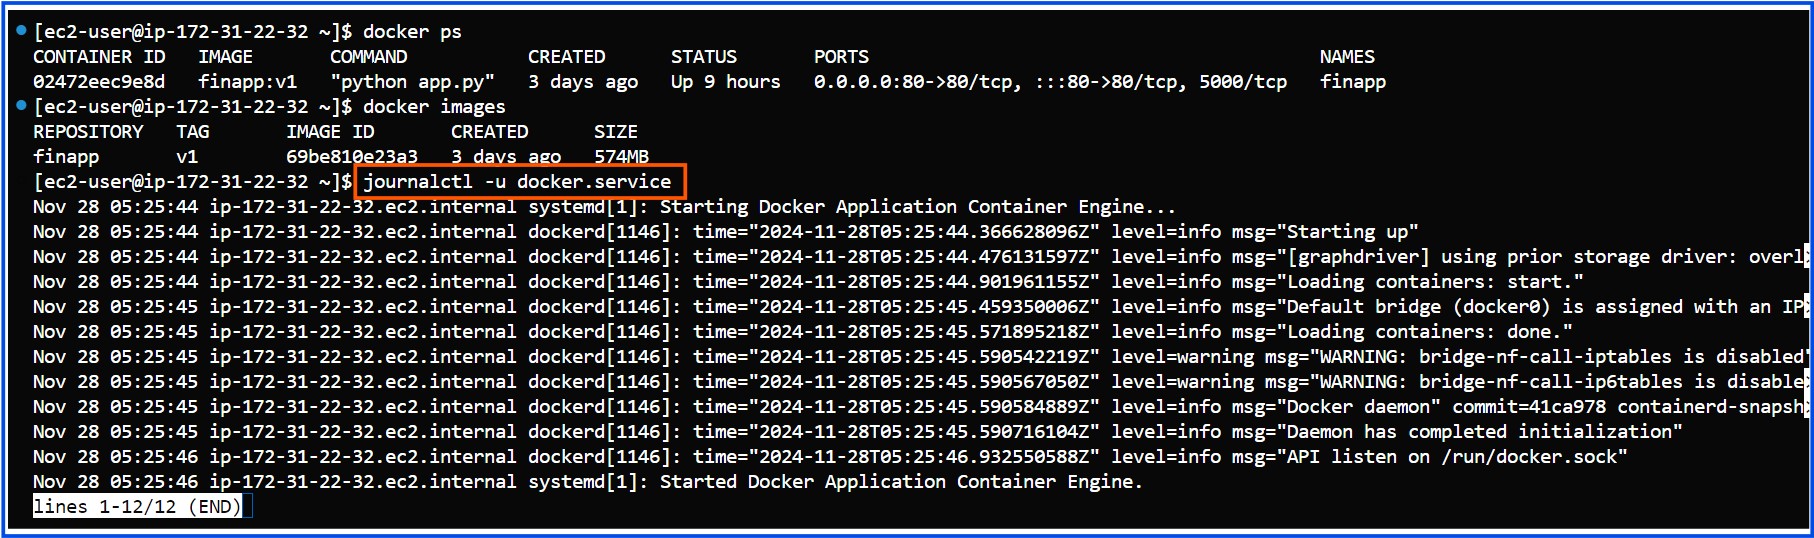 [ec2-user@ip-172-31-22-32 ~]$ docker ps
CONTAINER ID   IMAGE       COMMAND           CREATED      STATUS       PORTS                                         NAMES
02472eec9e8d   finapp:v1   "python app.py"   3 days ago   Up 9 hours   0.0.0.0:80->80/tcp, :::80->80/tcp, 5000/tcp   finapp
[ec2-user@ip-172-31-22-32 ~]$ docker images
REPOSITORY   TAG       IMAGE ID       CREATED      SIZE
finapp       v1        69be810e23a3   3 days ago   574MB
[ec2-user@ip-172-31-22-32 ~]$ journalctl -u docker.service
Nov 28 05:25:44 ip-172-31-22-32.ec2.internal systemd[1]: Starting Docker Application Container Engine...
Nov 28 05:25:44 ip-172-31-22-32.ec2.internal dockerd[1146]: time="2024-11-28T05:25:44.366628096Z" level=info msg="Starting up"
Nov 28 05:25:44 ip-172-31-22-32.ec2.internal dockerd[1146]: time="2024-11-28T05:25:44.476131597Z" level=info msg="[graphdriver] using prior storage driver: overl>
Nov 28 05:25:44 ip-172-31-22-32.ec2.internal dockerd[1146]: time="2024-11-28T05:25:44.901961155Z" level=info msg="Loading containers: start."
Nov 28 05:25:45 ip-172-31-22-32.ec2.internal dockerd[1146]: time="2024-11-28T05:25:45.459350006Z" level=info msg="Default bridge (docker0) is assigned with an IP>
Nov 28 05:25:45 ip-172-31-22-32.ec2.internal dockerd[1146]: time="2024-11-28T05:25:45.571895218Z" level=info msg="Loading containers: done."
Nov 28 05:25:45 ip-172-31-22-32.ec2.internal dockerd[1146]: time="2024-11-28T05:25:45.590542219Z" level=warning msg="WARNING: bridge-nf-call-iptables is disabled"
Nov 28 05:25:45 ip-172-31-22-32.ec2.internal dockerd[1146]: time="2024-11-28T05:25:45.590567050Z" level=warning msg="WARNING: bridge-nf-call-ip6tables is disable>
Nov 28 05:25:45 ip-172-31-22-32.ec2.internal dockerd[1146]: time="2024-11-28T05:25:45.590584889Z" level=info msg="Docker daemon" commit=41ca978 containerd-snapsh>
Nov 28 05:25:45 ip-172-31-22-32.ec2.internal dockerd[1146]: time="2024-11-28T05:25:45.590716104Z" level=info msg="Daemon has completed initialization"
Nov 28 05:25:46 ip-172-31-22-32.ec2.internal dockerd[1146]: time="2024-11-28T05:25:46.932550588Z" level=info msg="API listen on /run/docker.sock"
Nov 28 05:25:46 ip-172-31-22-32.ec2.internal systemd[1]: Started Docker Application Container Engine.
lines 1-12/12 (END)